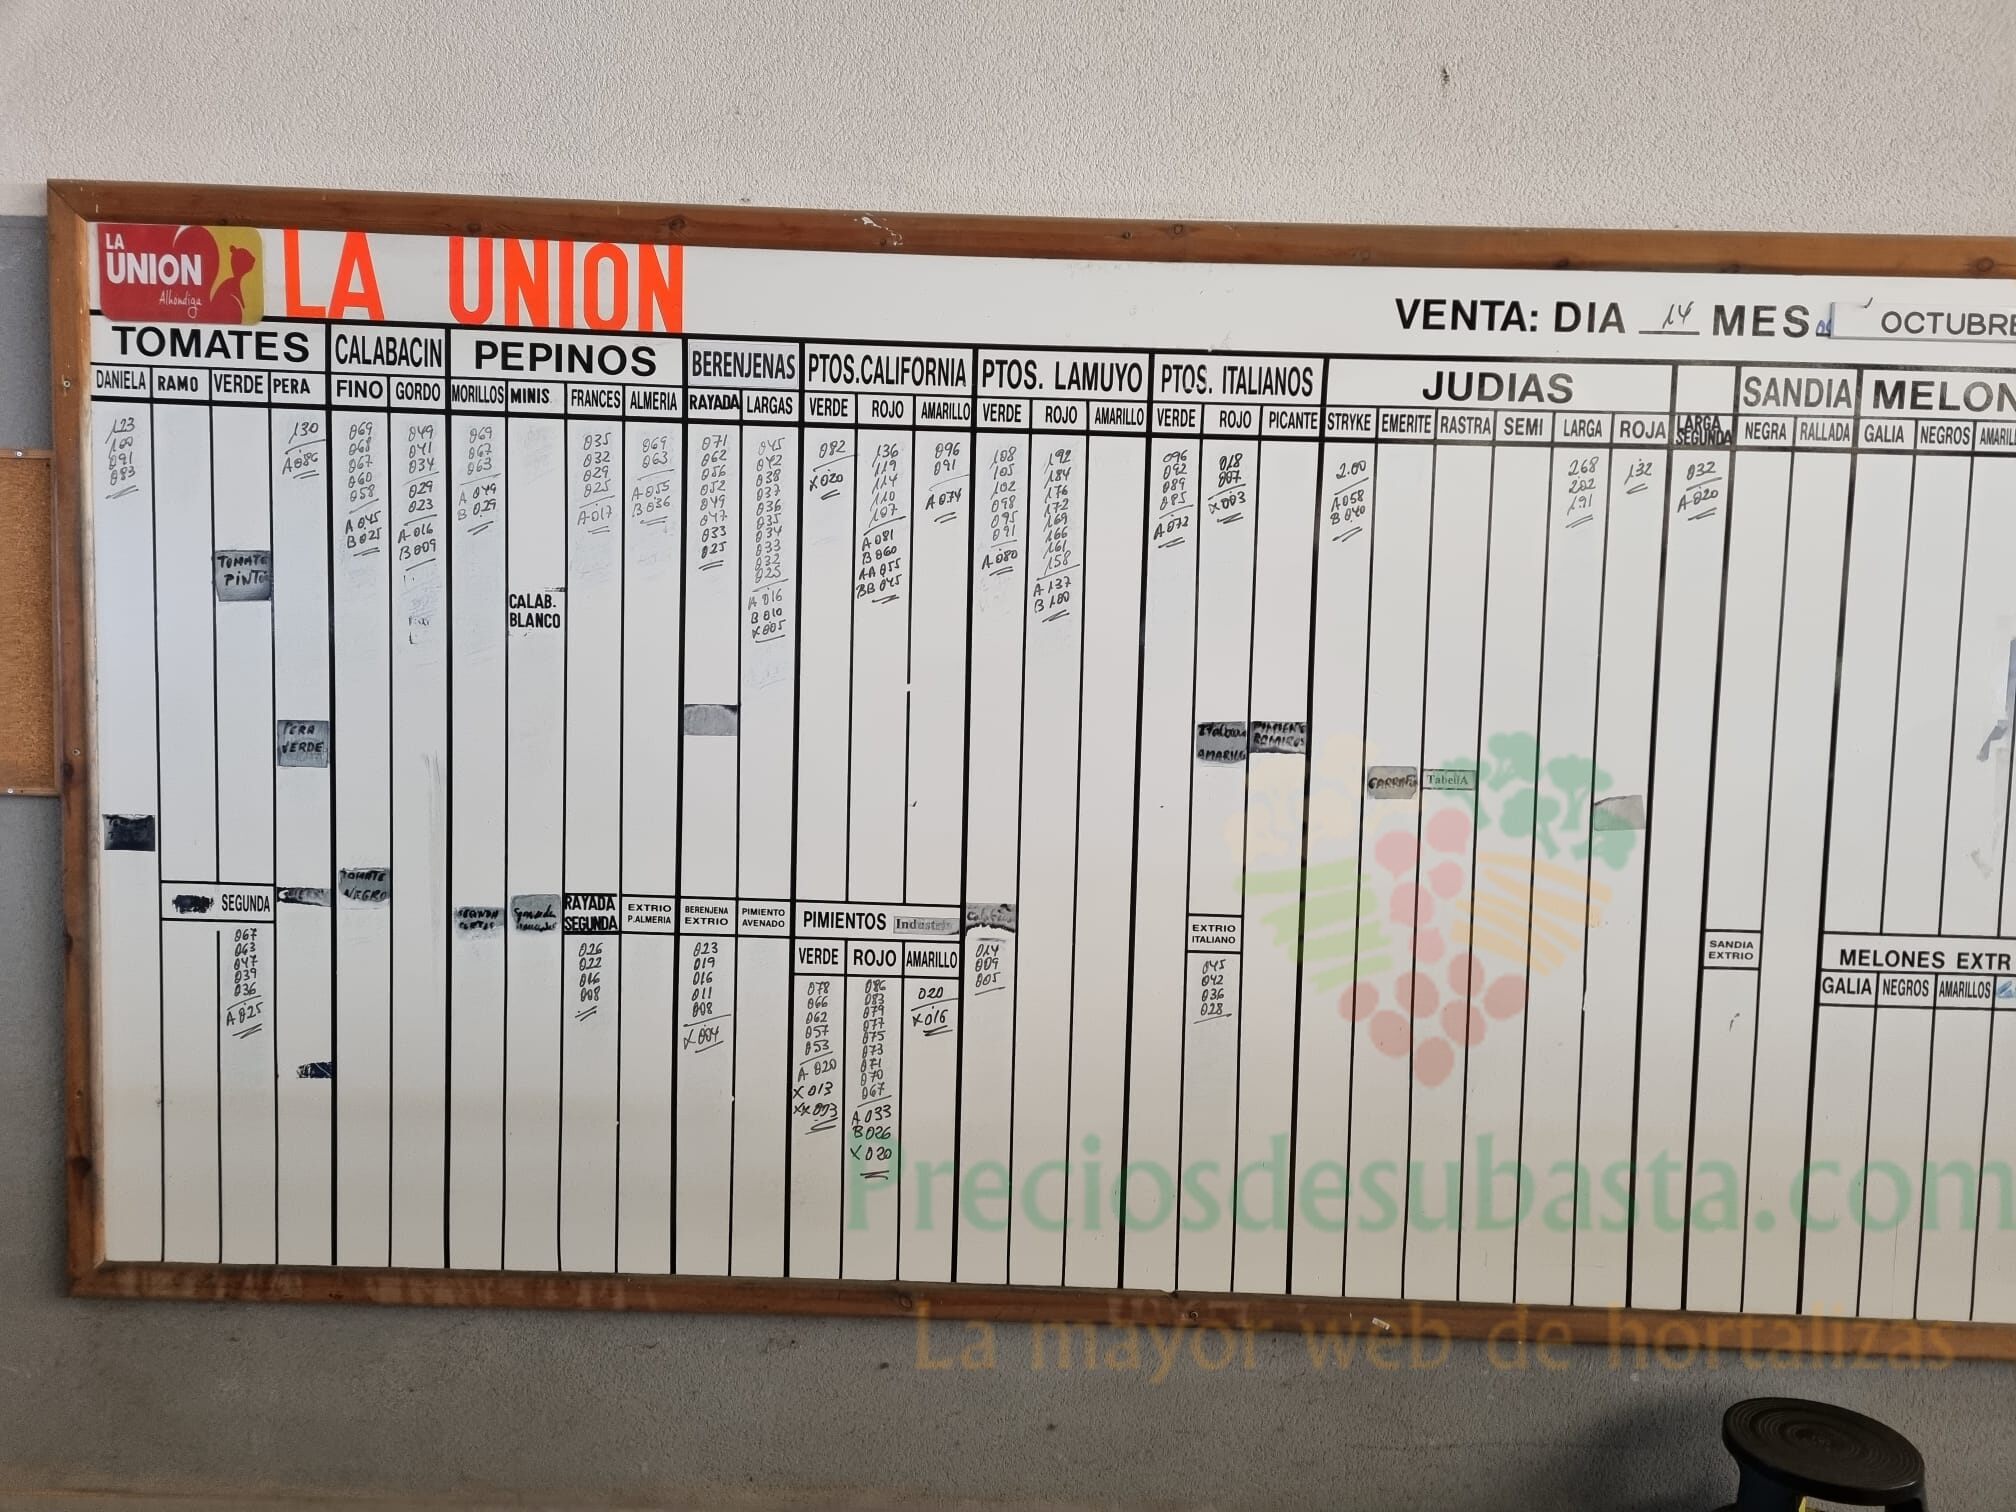 LA
UNION
Alhóndiga
LA UNION
VENTA: DIA 14 MES OCTUBRE
TOMATES CALABACIN PEPINOS BERENJENAS PTOS.CALIFORNIA PTOS. LAMUYO PTOS. ITALIANOS JUDIAS SANDIA MELON
DANIELA RAMO VERDE PERA FINO GORDO MORILLOS MINIS FRANCES ALMERIA RAYADA LARGAS VERDE ROJO AMARILLO VERDE ROJO AMARILLO VERDE ROJO PICANTE STRYKE EMERITE RASTRA SEMI LARGA ROJA LARGA SEGUNDA NEGRA RALLADA GALIA NEGROS
123
100
091
083
130
A 086
069
068
067
060
058
A 045
B 025
049
041
034
029
023
A 016
B 009
069
067
063
A 049
B 029
035
032
029
025
A 017
069
063
A 055
B 036
071
062
056
052
049
047
033
025
045
042
038
037
036
035
034
033
032
025
A 016
B 010
X 005
082
X 020
136
119
114
110
107
A 081
B 060
AA 055
BB 045
096
091
A 074
108
105
102
098
095
091
A 080
192
184
176
172
169
166
161
158
A 137
B 100
096
092
089
085
A 072
018
007
X 003
2.00
A 058
B 040
268
202
191
132
032
A 020
TOMATE
PINTO
CALAB.
BLANCO
PERA
VERDE
AMARILLO
PIMIENTO
RAMIROS
GARRAFAL
TabellA
TOMATE
NEGRO
SEGUNDA
RAYADA
SEGUNDA
EXTRIO
P.ALMERIA
BERENJENA
EXTRIO
PIMIENTO
AVENADO
PIMIENTOS Industria
VERDE ROJO AMARILLO
EXTRIO
ITALIANO
SANDIA
EXTRIO
MELONES EXTR
GALIA NEGROS AMARILLOS
067
063
047
039
036
A 025
026
022
016
008
023
019
016
011
008
X 004
078
066
062
057
053
A 020
X 013
XX 003
086
083
079
077
075
073
071
070
067
A 033
B 026
X 020
020
X 016
014
009
005
045
042
036
028
Preciosdesubasta.com
La mayor web de hortalizas